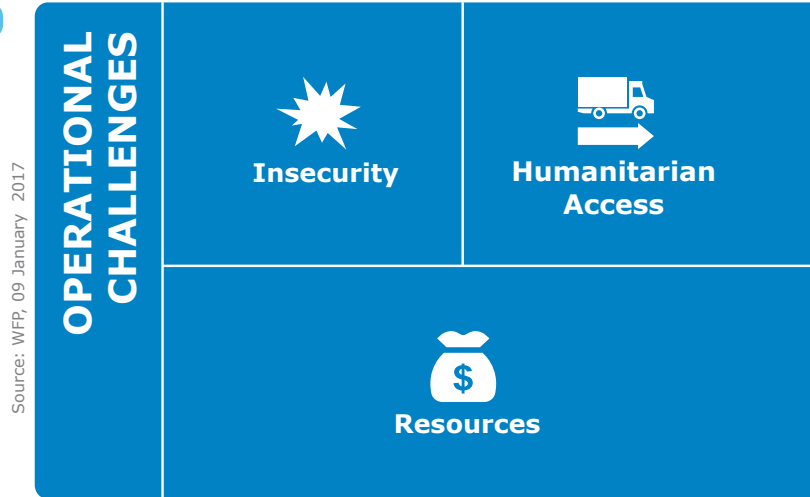 OPERATIONAL
CHALLENGES
Insecurity
Humanitarian
Access
$
Resources
Source: WFP, 09 January 2017